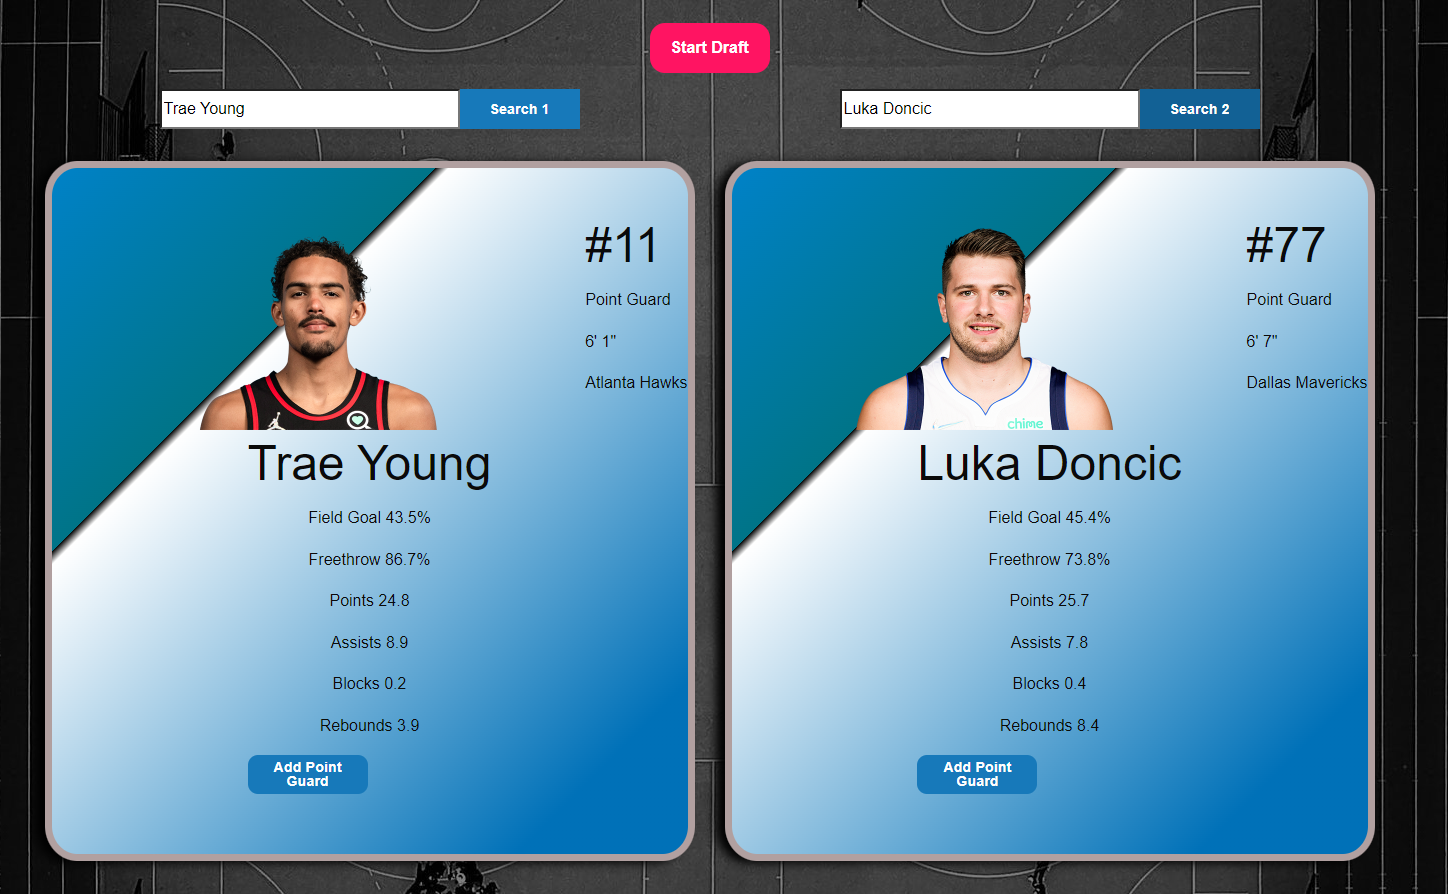 Start Draft
Trae Young
Search 1
Luka Doncic
Search 2
#11
Point Guard
6' 1"
Atlanta Hawks
Trae Young
Field Goal 43.5%
Freethrow 86.7%
Points 24.8
Assists 8.9
Blocks 0.2
Rebounds 3.9
Add Point
Guard
#77
Point Guard
6' 7"
Dallas Mavericks
chime
Luka Doncic
Field Goal 45.4%
Freethrow 73.8%
Points 25.7
Assists 7.8
Blocks 0.4
Rebounds 8.4
Add Point
Guard